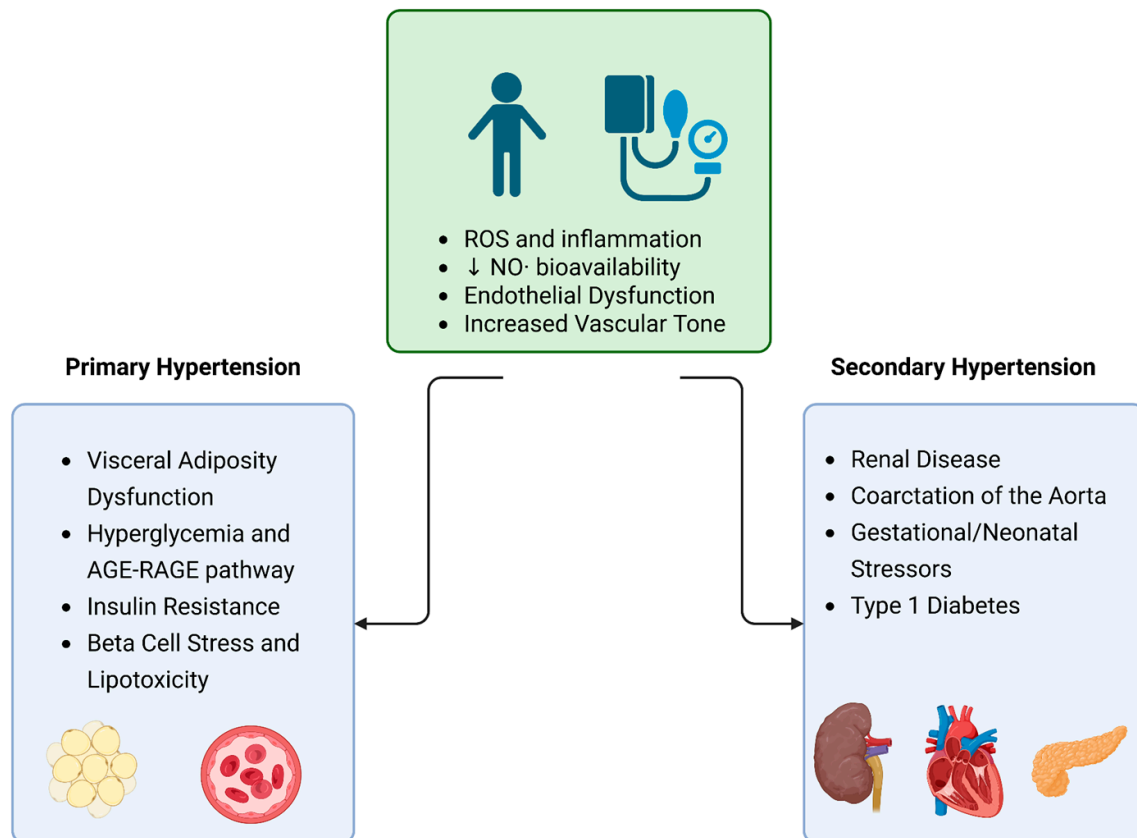 • ROS and inflammation
• ↓ NO· bioavailability
• Endothelial Dysfunction
• Increased Vascular Tone
Primary Hypertension
• Visceral Adiposity
Dysfunction
• Hyperglycemia and
AGE-RAGE pathway
• Insulin Resistance
• Beta Cell Stress and
Lipotoxicity
Secondary Hypertension
• Renal Disease
• Coarctation of the Aorta
• Gestational/Neonatal
Stressors
• Type 1 Diabetes